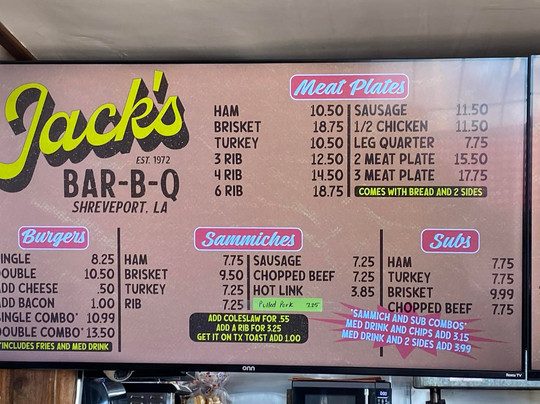 Jack's
EST. 1972
BAR-B-Q
SHREVEPORT, LA
Meat Plates
HAM 10.50
BRISKET 18.75
TURKEY 10.50
3 RIB 12.50
4 RIB 14.50
6 RIB 18.75
SAUSAGE 11.50
1/2 CHICKEN 11.50
LEG QUARTER 7.75
2 MEAT PLATE 15.50
3 MEAT PLATE 17.75
COMES WITH BREAD AND 2 SIDES
Burgers
INGLE 8.25
OUBLE 10.50
DD CHEESE .50
DD BACON 1.00
INGLE COMBO* 10.99
OUBLE COMBO* 13.50
*INCLUDES FRIES AND MED DRINK
Sammiches
HAM 7.75
BRISKET 9.50
TURKEY 7.25
RIB 7.25
SAUSAGE 7.25
CHOPPED BEEF 7.25
HOT LINK 3.85
Pulled Pork 7.25
ADD COLESLAW FOR .55
ADD A RIB FOR 3.25
GET IT ON TX TOAST ADD 1.00
Subs
HAM 7.75
TURKEY 7.75
BRISKET 9.99
CHOPPED BEEF 7.75
*SAMMICH AND SUB COMBOS*
MED DRINK AND CHIPS ADD 3.15
MED DRINK AND 2 SIDES ADD 3.99
onn
Roku TV